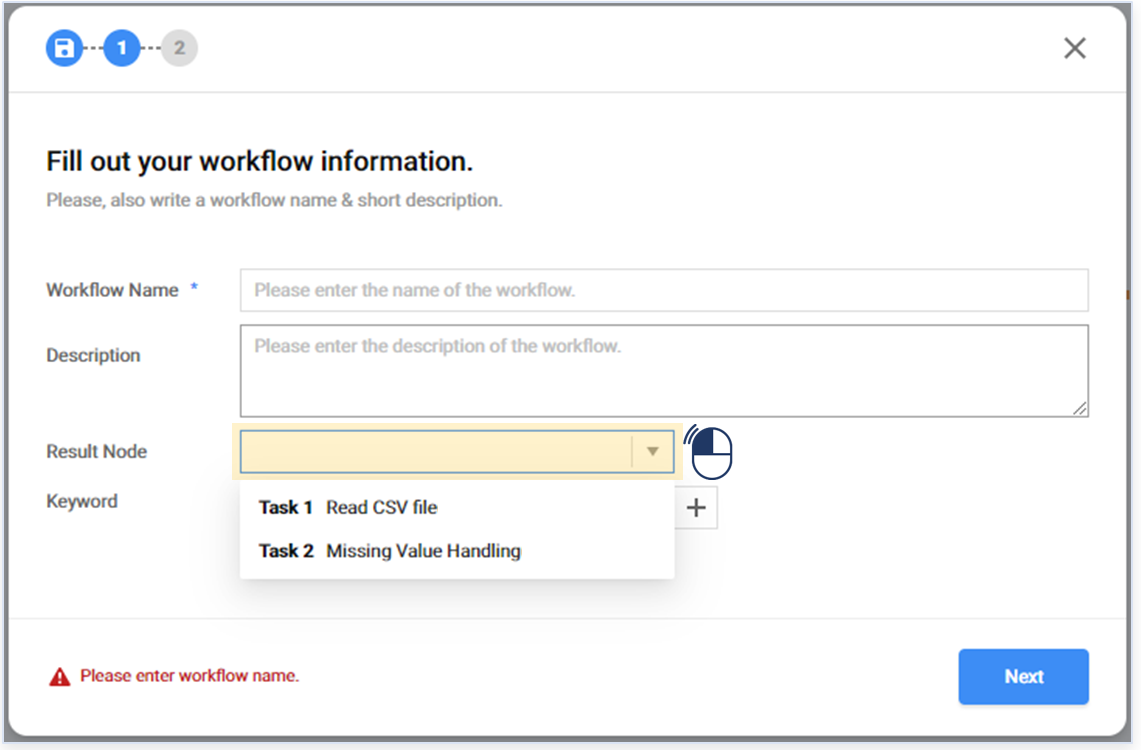 1
2
Fill out your workflow information.
Please, also write a workflow name & short description.
Workflow Name *
Please enter the name of the workflow.
Description
Please enter the description of the workflow.
Result Node
Keyword
Task 1 Read CSV file
Task 2 Missing Value Handling
Please enter workflow name.
Next